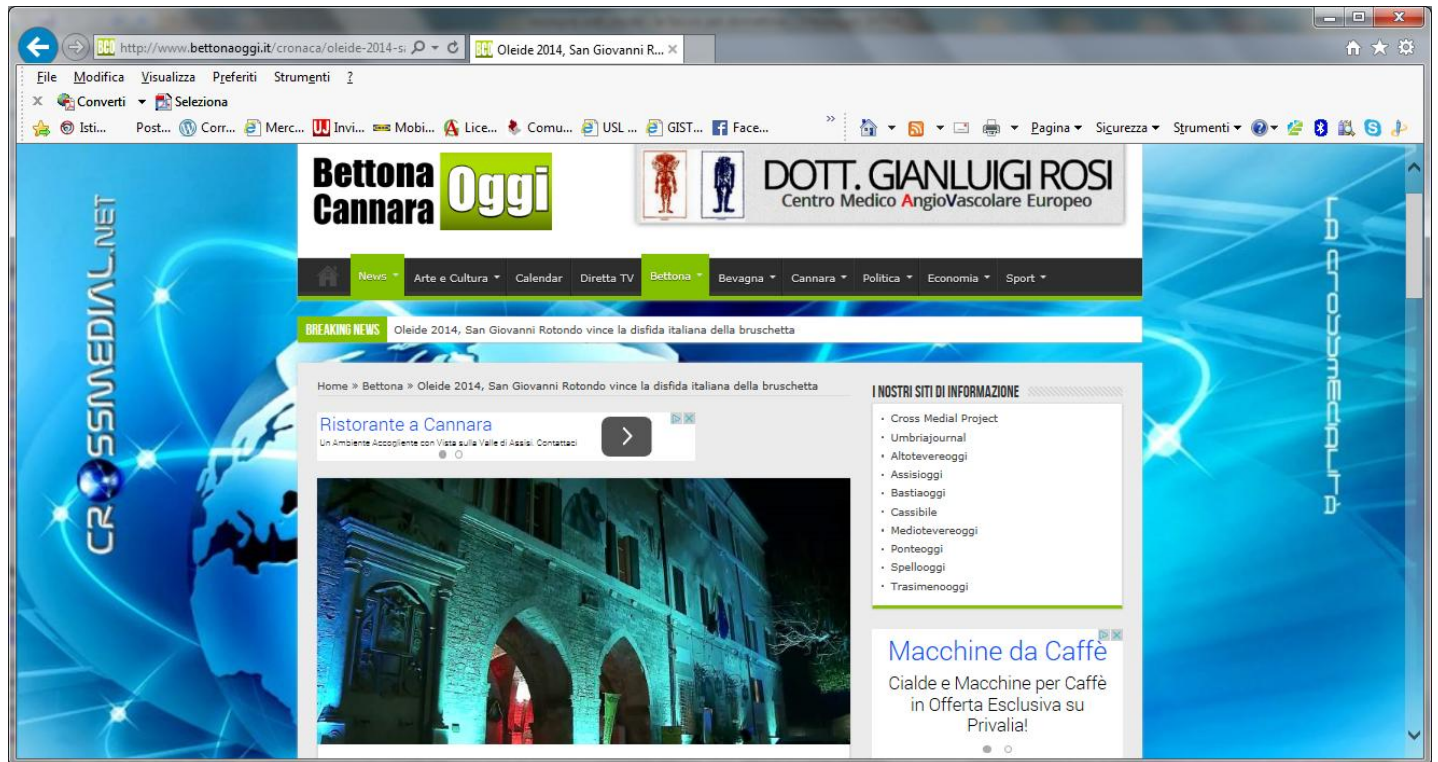 http://www.bettonaoggi.it/cronaca/oleide-2014-s
Oleide 2014, San Giovanni R...
File Modifica Visualizza Preferiti Strumenti ?
Converti Seleziona
Isti... Post... Corr... Merc... Invi... Mobi... Lice... Comu... USL ... GIST... Face... » Pagina Sicurezza Strumenti
Bettona
Cannara
Oggi
DOTT. GIANLUIGI ROSI
Centro Medico AngioVascolare Europeo
News Arte e Cultura Calendar Diretta TV Bettona Bevagna Cannara Politica Economia Sport
BREAKING NEWS Oleide 2014, San Giovanni Rotondo vince la disfida italiana della bruschetta
Home » Bettona » Oleide 2014, San Giovanni Rotondo vince la disfida italiana della bruschetta
Ristorante a Cannara
Un Ambiente Accogliente con Vista sulla Valle di Assisi. Contattaci
I NOSTRI SITI DI INFORMAZIONE
Cross Medial Project
Umbriajournal
Altotevereoggi
Assisioggi
Bastiaoggi
Cassibile
Mediotevereoggi
Ponteoggi
Spellooggi
Trasimenooggi
Macchine da Caffè
Cialde e Macchine per Caffè
in Offerta Esclusiva su
Privalia!
CROSSMEDIAL.NET
LA CROSSMEDIALITÀ